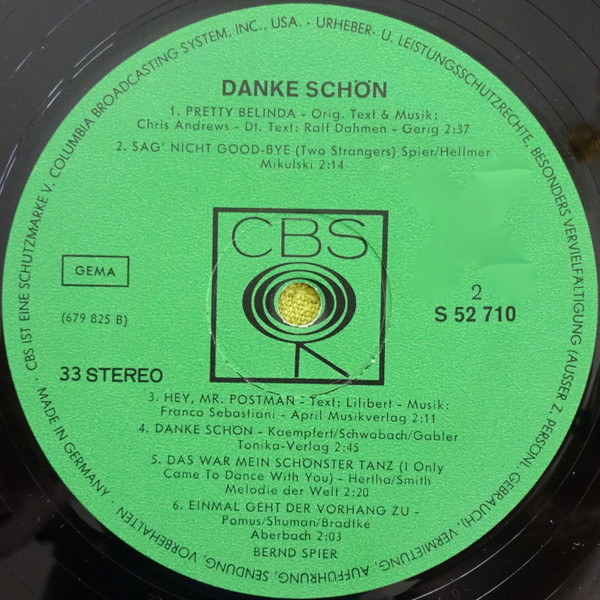 CBS IST EINE SCHUTZMARKE V. COLUMBIA BROADCASTING SYSTEM, INC., USA. · URHEBER- U. LEISTUNGSSCHUTZRECHTE, BESONDERS VERVIELFÄLTIGUNG (AUSSER Z. PERSÖNL. GEBRAUCH), VERMIETUNG, AUFFÜHRUNG, SENDUNG, VORBEHALTEN · MADE IN GERMANY ·
DANKE SCHÖN
1. PRETTY BELINDA - Orig. Text & Musik:
Chris Andrews - Dt. Text: Ralf Dahmen - Gerig 2:37
2. SAG' NICHT GOOD-BYE (Two Strangers) Spier/Hellmer
Mikulski 2:14
CBS
GEMA
(679 825 B)
2
S 52 710
33 STEREO
3. HEY, MR. POSTMAN - Text: Lilibert - Musik:
Franco Sebastiani - April Musikverlag 2:11
4. DANKE SCHÖN - Kaempfert/Schwabach/Gabler
Tonika-Verlag 2:45
5. DAS WAR MEIN SCHÖNSTER TANZ (I Only
Came To Dance With You) - Hertha/Smith
Melodie der Welt 2:20
6. EINMAL GEHT DER VORHANG ZU -
Pomus/Shuman/Bradtke
Aberbach 2:03
BERND SPIER